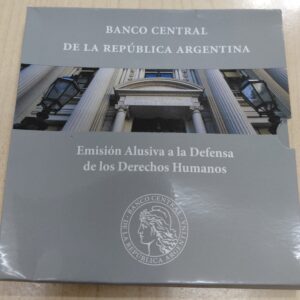 BANCO CENTRAL
DE LA REPÚBLICA ARGENTINA
Emisión Alusiva a la Defensa
de los Derechos Humanos
BANCO CENTRAL DE LA REPÚBLICA ARGENTINA